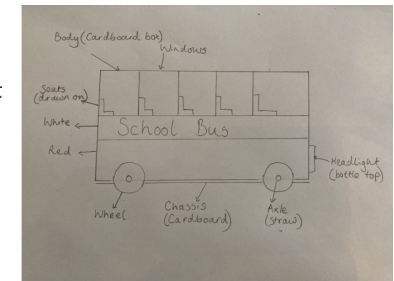 Body (Cardboard box)
Windows
Seats
(drawn on)
White
School Bus
Red
Headlight
(bottle top)
Wheel
Chassis
(Cardboard)
Axle
(straw)